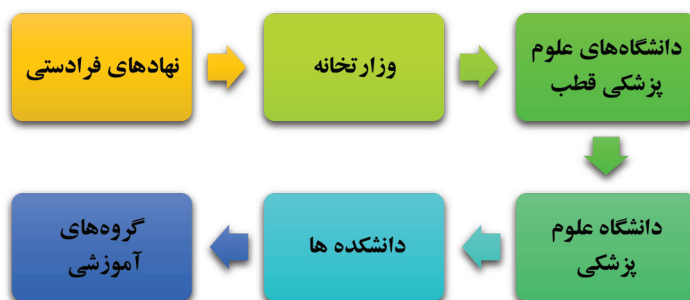 نهادهای فرادستی
وزارتخانه
دانشگاه‌های علوم
پزشکی قطب
دانشگاه علوم
پزشکی
دانشکده ها
گروه‌های
آموزشی